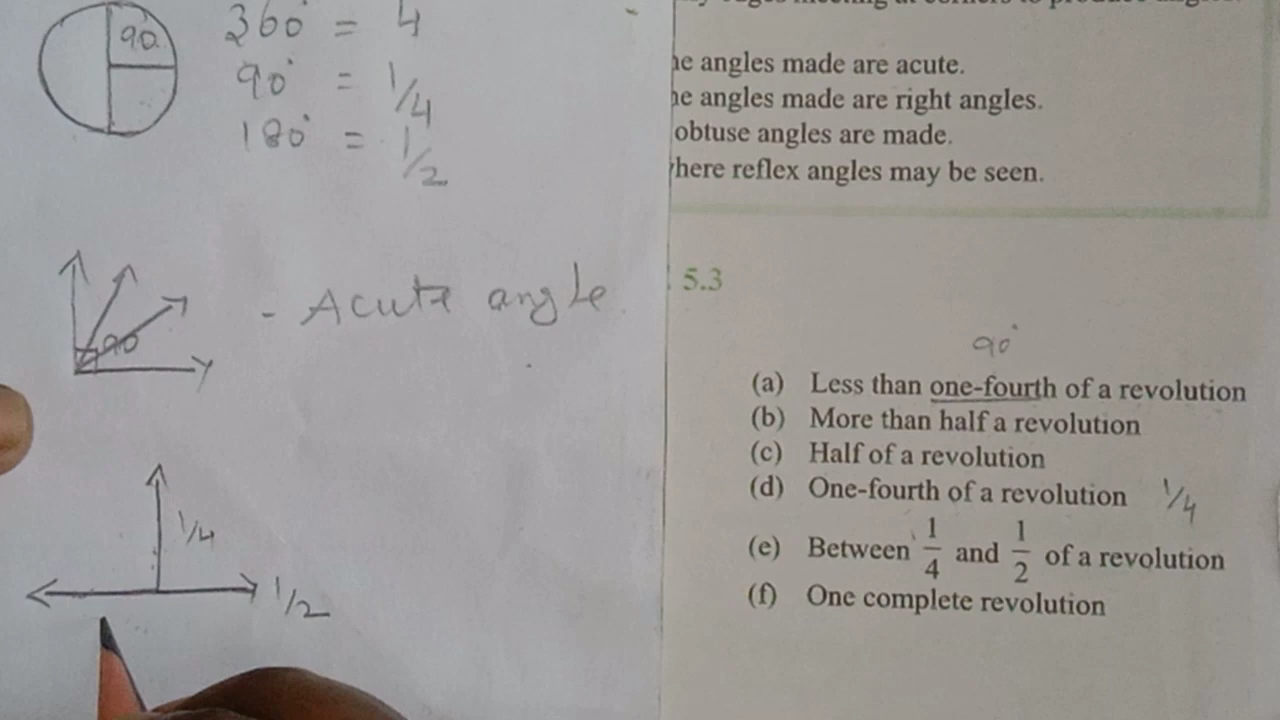 90
360° = 4
90° = 1/4
180° = 1/2
90
- Acute angle
1/4
1/2
angles made are acute.
angles made are right angles.
obtuse angles are made.
reflex angles may be seen.
5.3
90°
(a) Less than one-fourth of a revolution
(b) More than half a revolution
(c) Half of a revolution
(d) One-fourth of a revolution 1/4
(e) Between 1/4 and 1/2 of a revolution
(f) One complete revolution